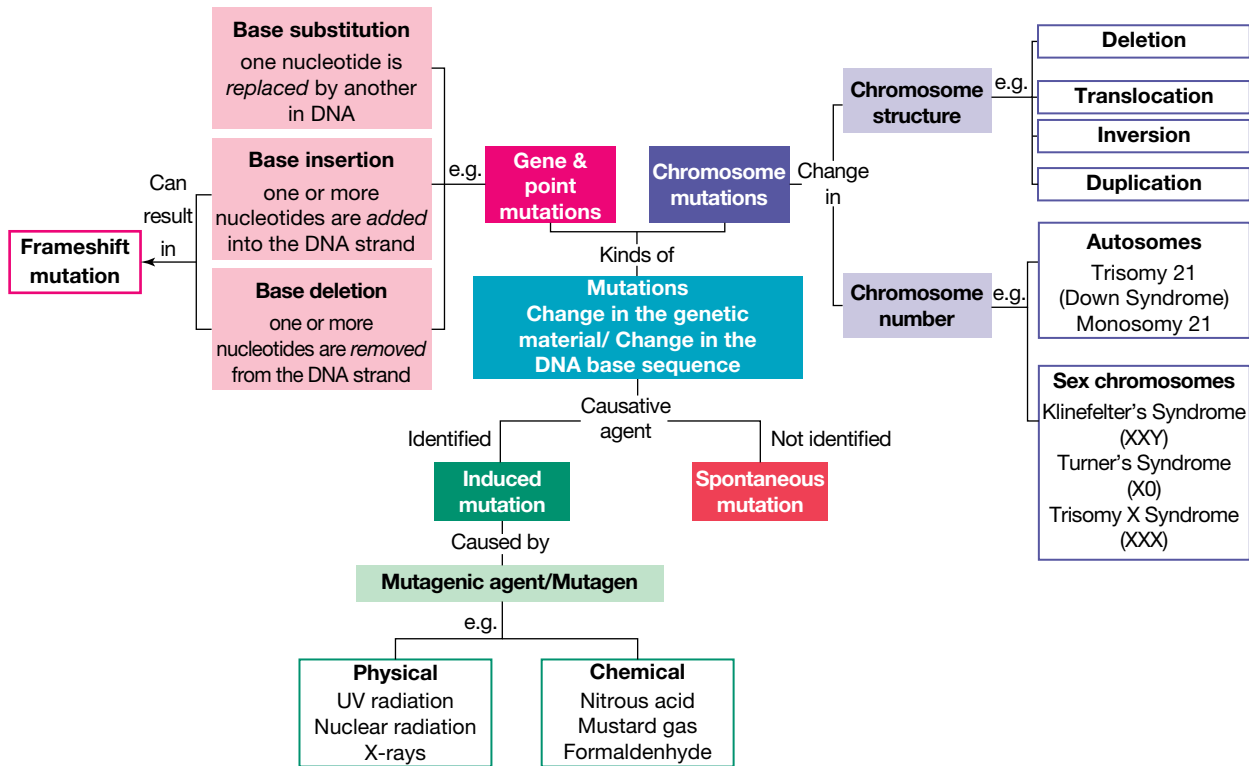 Base substitution
one nucleotide is
replaced by another
in DNA
Base insertion
one or more
nucleotides are added
into the DNA strand
Base deletion
one or more
nucleotides are removed
from the DNA strand
Can
result
in
Frameshift
mutation
e.g.
Gene &
point
mutations
Chromosome
mutations
Change
in
Chromosome
structure
e.g.
Deletion
Translocation
Inversion
Duplication
Chromosome
number
e.g.
Autosomes
Trisomy 21
(Down Syndrome)
Monosomy 21
Sex chromosomes
Klinefelter's Syndrome
(XXY)
Turner's Syndrome
(X0)
Trisomy X Syndrome
(XXX)
Kinds of
Mutations
Change in the genetic
material/ Change in the
DNA base sequence
Causative
agent
Identified
Not identified
Induced
mutation
Spontaneous
mutation
Caused by
Mutagenic agent/Mutagen
e.g.
Physical
UV radiation
Nuclear radiation
X-rays
Chemical
Nitrous acid
Mustard gas
Formaldenhyde